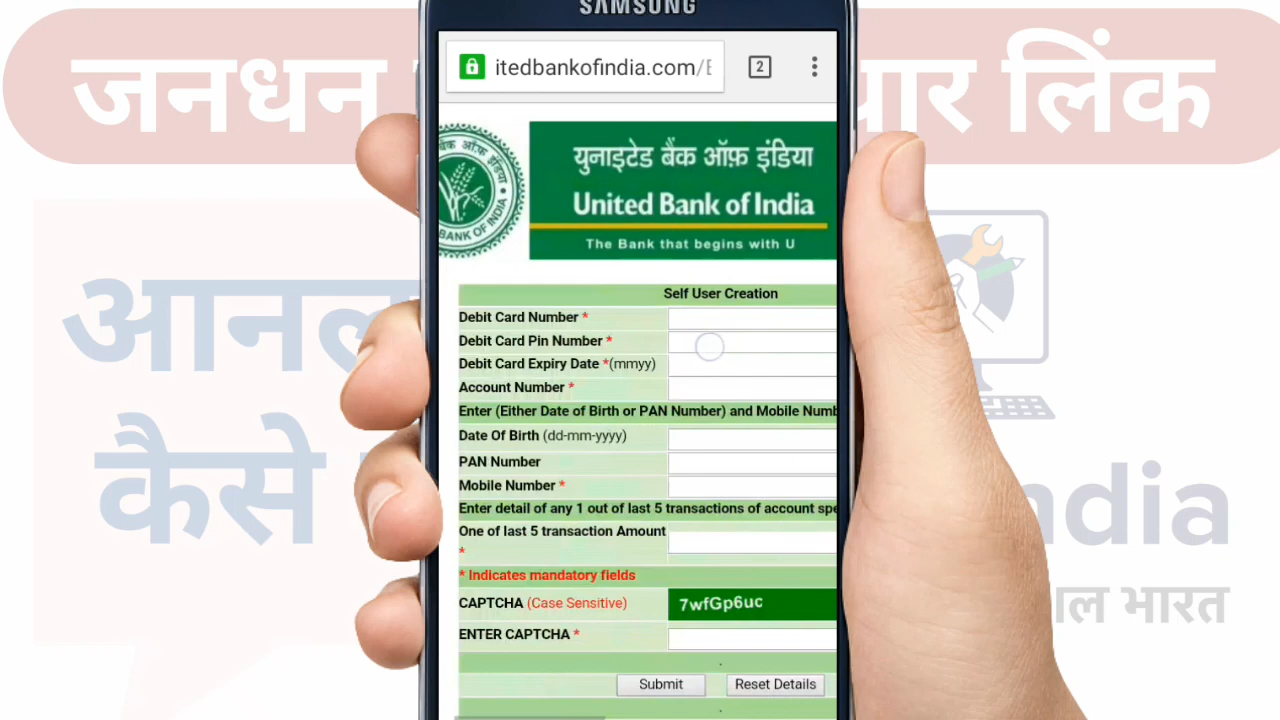 SAMSUNG
जनधन
लिंक
itedbankofindia.com/E
2
युनाइटेड बैंक ऑफ़ इंडिया
United Bank of India
The Bank that begins with U
BANK OF INDIA
Self User Creation
Debit Card Number *
Debit Card Pin Number *
Debit Card Expiry Date *(mmyy)
Account Number *
Enter (Either Date of Birth or PAN Number) and Mobile Numb
Date Of Birth (dd-mm-yyyy)
PAN Number
Mobile Number *
Enter detail of any 1 out of last 5 transactions of account spe
One of last 5 transaction Amount
*
* Indicates mandatory fields
CAPTCHA (Case Sensitive) 7wfGp6uc
ENTER CAPTCHA *
Submit Reset Details
कैसे
ndia
भारत